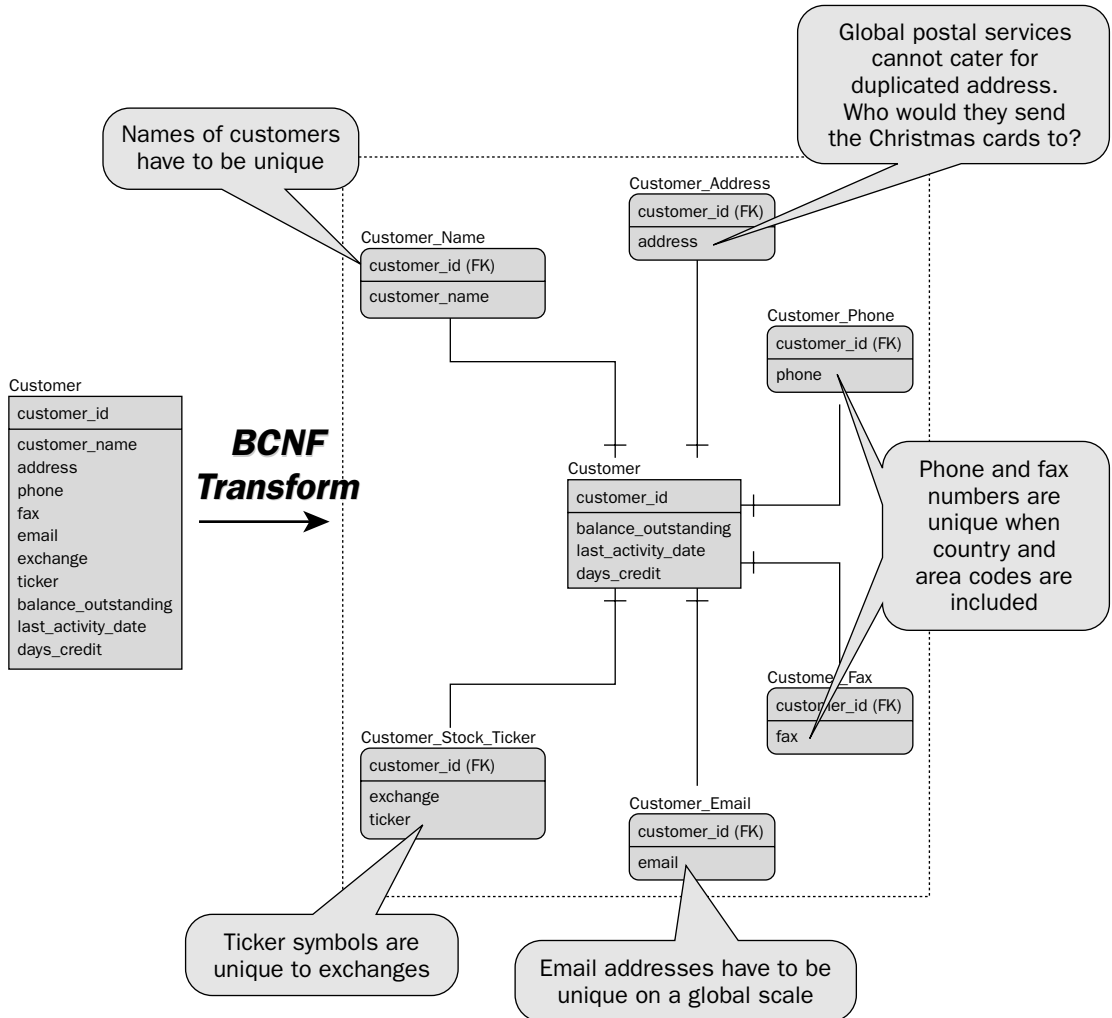 Global postal services
cannot cater for
duplicated address.
Who would they send
the Christmas cards to?
Names of customers
have to be unique
Customer_Address
customer_id (FK)
address
Customer_Name
customer_id (FK)
customer_name
Customer_Phone
customer_id (FK)
phone
Customer
customer_id
customer_name
address
phone
fax
email
exchange
ticker
balance_outstanding
last_activity_date
days_credit
BCNF
Transform
Customer
customer_id
balance_outstanding
last_activity_date
days_credit
Phone and fax
numbers are
unique when
country and
area codes are
included
Customer_Fax
customer_id (FK)
fax
Customer_Stock_Ticker
customer_id (FK)
exchange
ticker
Customer_Email
customer_id (FK)
email
Ticker symbols are
unique to exchanges
Email addresses have to be
unique on a global scale